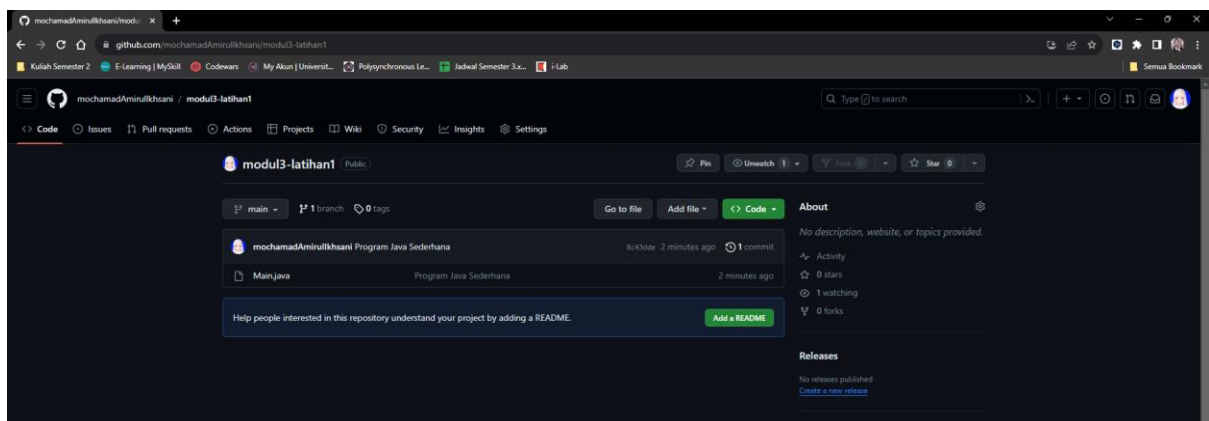 mochamadAmirulIkhsani/modul
github.com/mochamadAmirulIkhsani/modul3-latihan1
Kuliah Semester 2 E-Learning | MySkill Codewars My Akun | Universit... Polysynchronous Le... Jadwal Semester 3.x... i-Lab Semua Bookmark
mochamadAmirulIkhsani / modul3-latihan1 Type / to search
Code Issues Pull requests Actions Projects Wiki Security Insights Settings
modul3-latihan1 Public Pin Unwatch 1 Fork 0 Star 0
main 1 branch 0 tags Go to file Add file Code
mochamadAmirulIkhsani Program Java Sederhana 8c43dde 2 minutes ago 1 commit
Main.java Program Java Sederhana 2 minutes ago
Help people interested in this repository understand your project by adding a README. Add a README
About
No description, website, or topics provided.
Activity
0 stars
1 watching
0 forks
Releases
No releases published
Create a new release